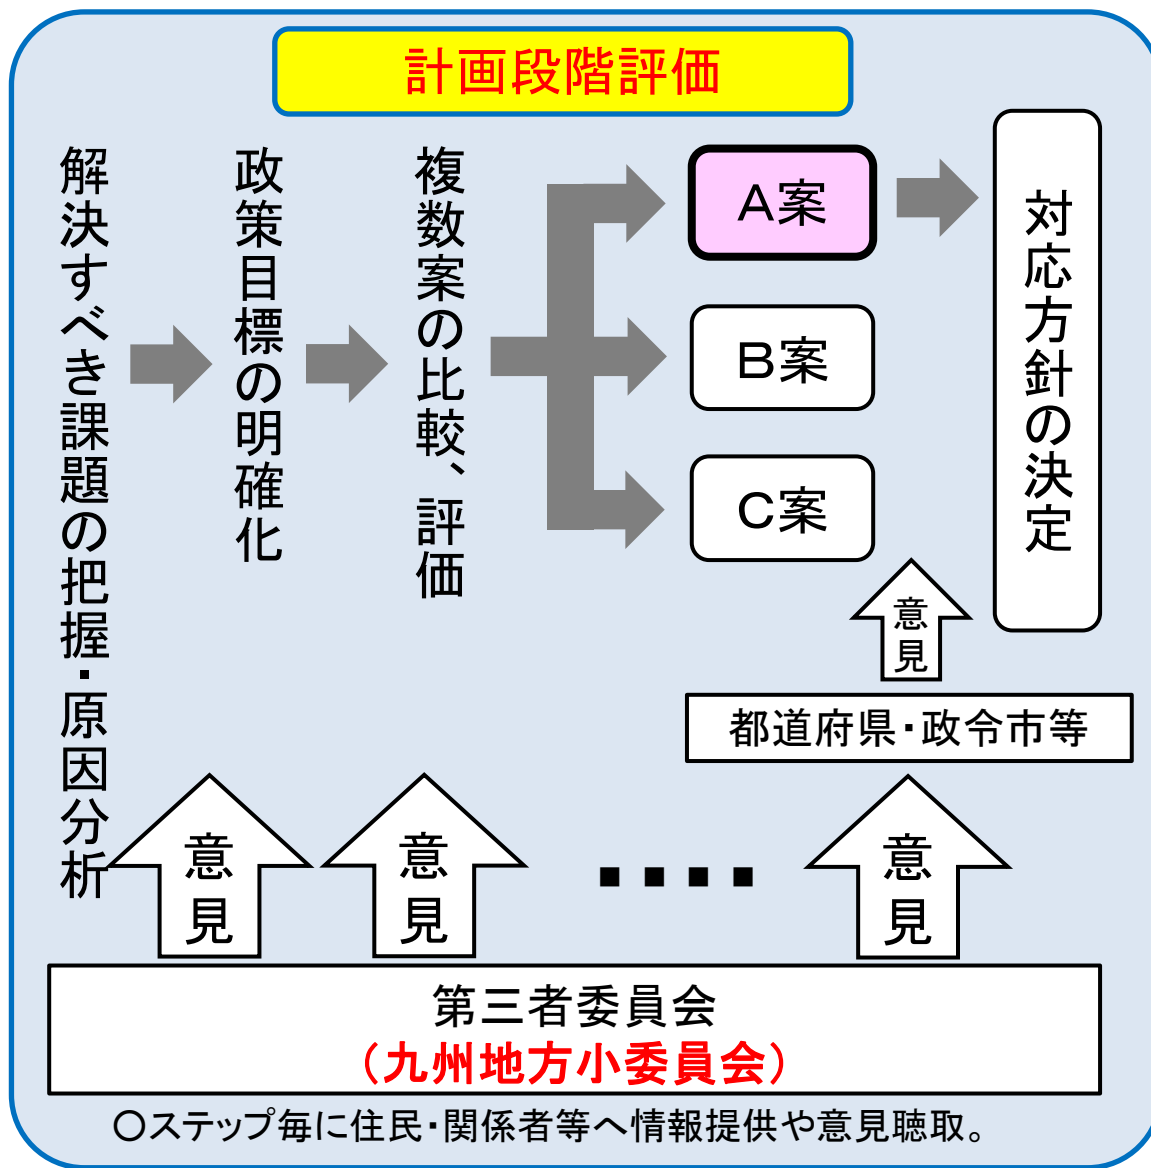 計画段階評価
解決すべき課題の把握・原因分析
政策目標の明確化
複数案の比較、評価
A案
B案
C案
対応方針の決定
意見
都道府県・政令市等
意見
意見
・・・・
意見
第三者委員会
（九州地方小委員会）
○ステップ毎に住民・関係者等へ情報提供や意見聴取。